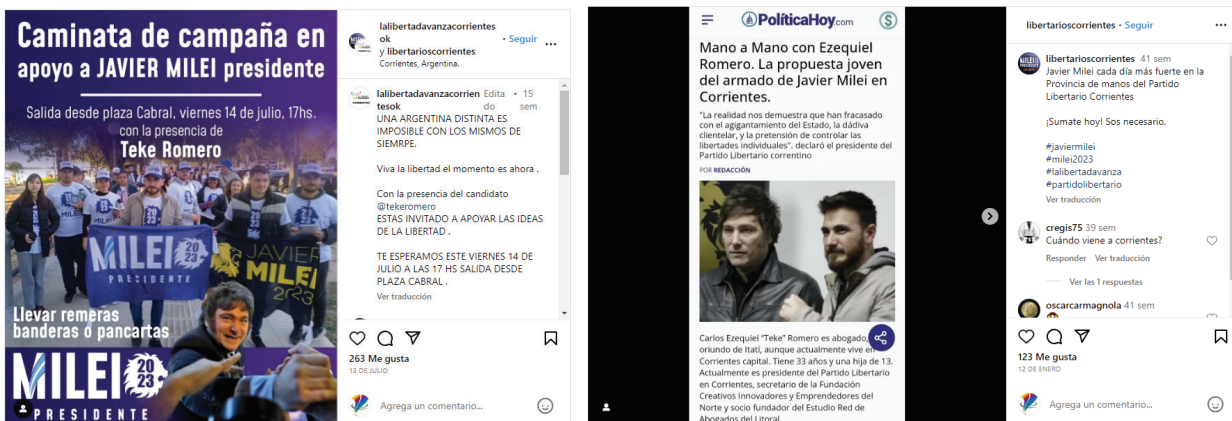 Caminata de campaña en
apoyo a JAVIER MILEI presidente
Salida desde plaza Cabral, viernes 14 de julio, 17hs.
con la presencia de
Teke Romero
MILEI 2023
PRESIDENTE
JAVIER
MILEI
2023
Llevar remeras
banderas o pancartas
MILEI 2023
PRESIDENTE
lalibertadavanzacorrientes
ok
y libertarioscorrientes
Corrientes, Argentina.
• Seguir
lalibertadavanzacorrien Edita • 15
tesok do sem
UNA ARGENTINA DISTINTA ES
IMPOSIBLE CON LOS MISMOS DE
SIEMRPE.
Viva la libertad el momento es ahora .
Con la presencia del candidato
@tekeromero
ESTAS INVITADO A APOYAR LAS IDEAS
DE LA LIBERTAD .
TE ESPERAMOS ESTE VIERNES 14 DE
JULIO A LAS 17 HS SALIDA DESDE
PLAZA CABRAL .
Ver traducción
263 Me gusta
13 DE JULIO
Agrega un comentario...
PolíticaHoy.com
Mano a Mano con Ezequiel
Romero. La propuesta joven
del armado de Javier Milei en
Corrientes.
"La realidad nos demuestra que han fracasado
con el agigantamiento del Estado, la dádiva
clientelar, y la pretensión de controlar las
libertades individuales". declaró el presidente del
Partido Libertario correntino
POR REDACCIÓN
Carlos Ezequiel "Teke" Romero es abogado,
oriundo de Itatí, aunque actualmente vive en
Corrientes capital. Tiene 33 años y una hija de 13.
Actualmente es presidente del Partido Libertario
en Corrientes, secretario de la Fundación
Creativos Innovadores y Emprendedores del
Norte y socio fundador del Estudio Red de
Abogados del Litoral.
libertarioscorrientes • Seguir
libertarioscorrientes 41 sem
Javier Milei cada día más fuerte en la
Provincia de manos del Partido
Libertario Corrientes
¡Sumate hoy! Sos necesario.
#javiermilei
#milei2023
#lalibertadavanza
#partidolibertario
Ver traducción
cregis75 39 sem
Cuándo viene a corrientes?
Responder Ver traducción
Ver las 1 respuestas
oscarcarmagnola 41 sem
123 Me gusta
12 DE ENERO
Agrega un comentario...